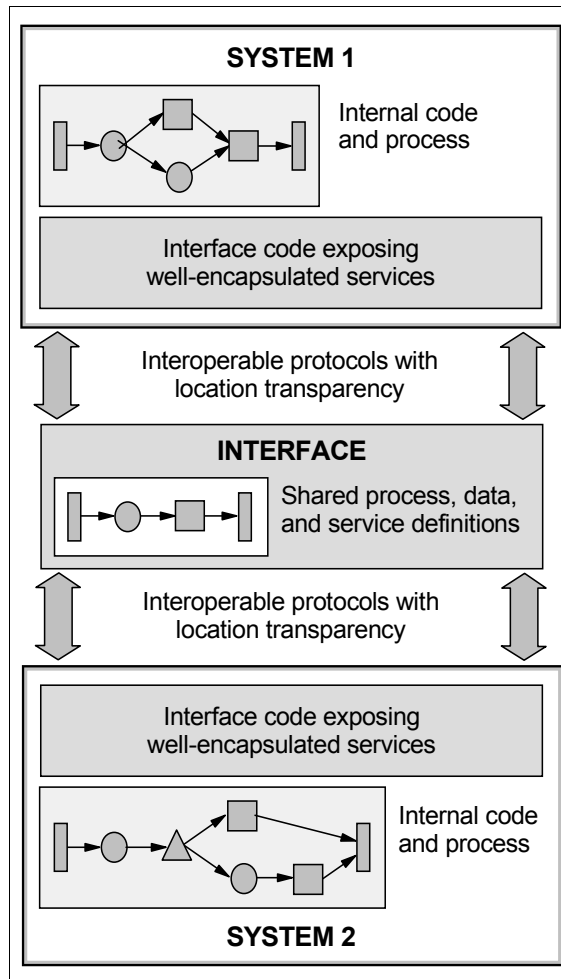 SYSTEM 1
Internal code
and process
Interface code exposing
well-encapsulated services
Interoperable protocols with
location transparency
INTERFACE
Shared process, data,
and service definitions
Interoperable protocols with
location transparency
Interface code exposing
well-encapsulated services
Internal code
and process
SYSTEM 2